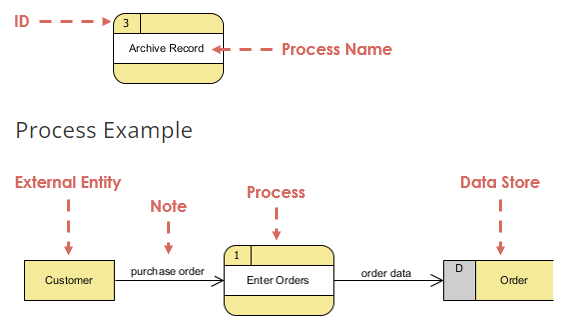 ID
3
Archive Record
Process Name
Process Example
External Entity
Note
Process
Data Store
Customer
purchase order
1
Enter Orders
order data
D
Order